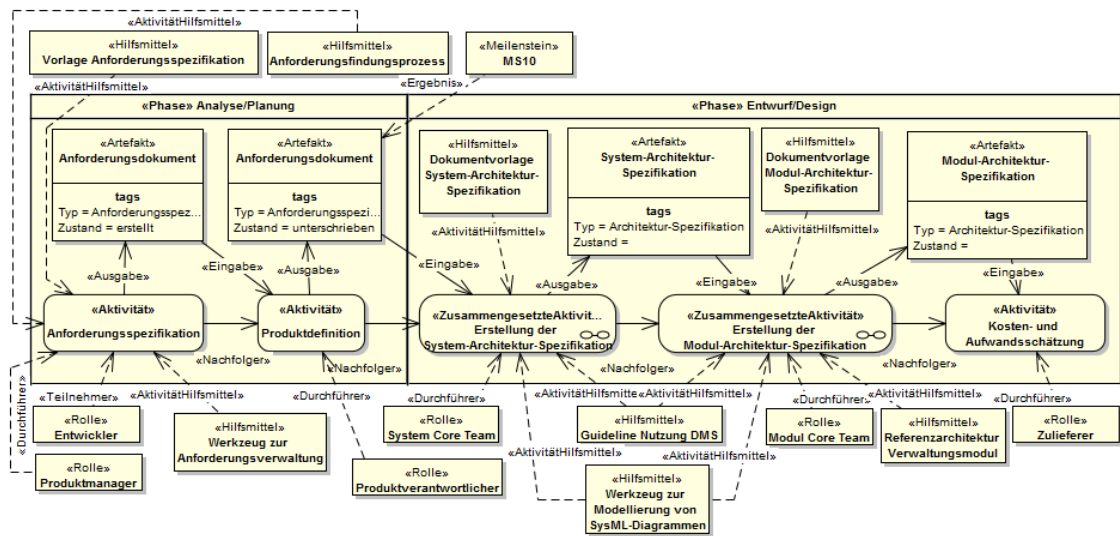 «AktivitätHilfsmittel»
«Hilfsmittel»
Vorlage Anforderungsspezifikation
«Hilfsmittel»
Anforderungsfindungsprozess
«Meilenstein»
MS10
«AktivitätHilfsmittel»
«Ergebnis»
«Phase» Analyse/Planung
«Phase» Entwurf/Design
«Artefakt»
Anforderungsdokument
tags
Typ = Anforderungsspez...
Zustand = erstellt
«Artefakt»
Anforderungsdokument
tags
Typ = Anforderungsspezi...
Zustand = unterschrieben
«Hilfsmittel»
Dokumentvorlage
System-Architektur-
Spezifikation
«Artefakt»
System-Architektur-
Spezifikation
tags
Typ = Architektur-Spezifikation
Zustand =
«Hilfsmittel»
Dokumentvorlage
Modul-Architektur-
Spezifikation
«Artefakt»
Modul-Architektur-
Spezifikation
tags
Typ = Architektur-Spezifikation
Zustand =
«Ausgabe»
«Eingabe»
«Ausgabe»
«Eingabe»
«AktivitätHilfsmittel»
«Ausgabe»
«Eingabe»
«AktivitätHilfsmittel»
«Ausgabe»
«Eingabe»
«Aktivität»
Anforderungsspezifikation
«Aktivität»
Produktdefinition
«ZusammengesetzteAktivit...
Erstellung der
System-Architektur-Spezifikation
«ZusammengesetzteAktivität»
Erstellung der
Modul-Architektur-Spezifikation
«Aktivität»
Kosten- und
Aufwandsschätzung
«Nachfolger»
«Nachfolger»
«Nachfolger»
«Durchführer»
«Teilnehmer»
«AktivitätHilfsmittel»
«Durchführer»
«Durchführer»
«AktivitätHilfsmittel»
«AktivitätHilfsmittel»
«Durchführer»
«AktivitätHilfsmittel»
«Durchführer»
«Rolle»
Entwickler
«Hilfsmittel»
Werkzeug zur
Anforderungsverwaltung
«Rolle»
System Core Team
«Hilfsmittel»
Guideline Nutzung DMS
«Rolle»
Modul Core Team
«Hilfsmittel»
Referenzarchitektur
Verwaltungsmodul
«Rolle»
Zulieferer
«Rolle»
Produktmanager
«Rolle»
Produktverantwortlicher
«AktivitätHilfsmittel»
«AktivitätHilfsmittel»
«Hilfsmittel»
Werkzeug zur
Modellierung von
SysML-Diagrammen